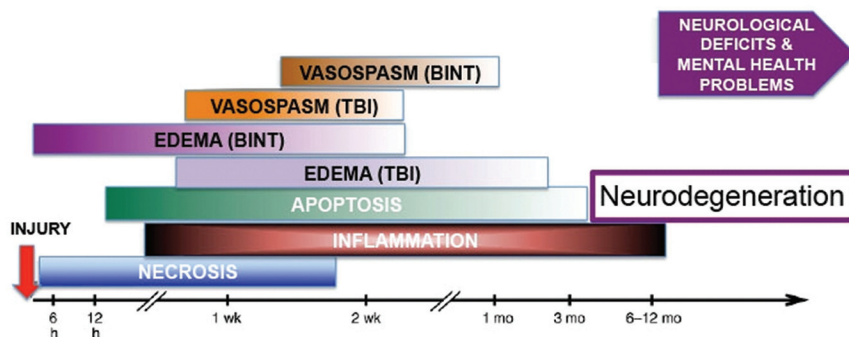 NEUROLOGICAL
DEFICITS &
MENTAL HEALTH
PROBLEMS
VASOSPASM (BINT)
VASOSPASM (TBI)
EDEMA (BINT)
EDEMA (TBI)
APOPTOSIS
Neurodegeneration
INJURY
INFLAMMATION
NECROSIS
6 h
12 h
1 wk
2 wk
1 mo
3 mo
6–12 mo